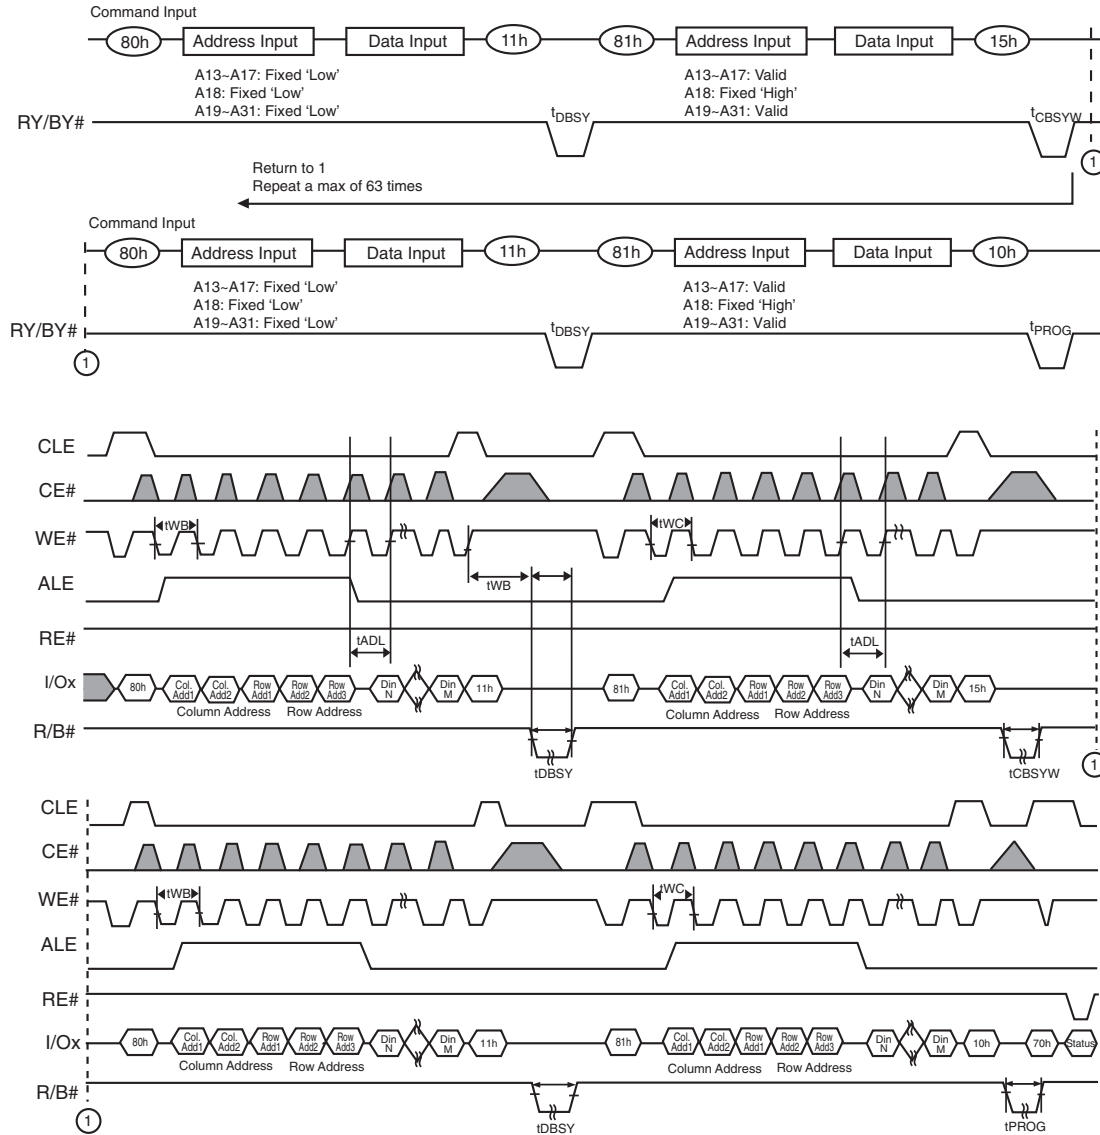 Command Input
80h Address Input Data Input 11h 81h Address Input Data Input 15h
A13~A17: Fixed 'Low' A13~A17: Valid
A18: Fixed 'Low' A18: Fixed 'High'
A19~A31: Fixed 'Low' A19~A31: Valid
RY/BY# tDBSY tCBSYW
1
Return to 1
Repeat a max of 63 times
Command Input
80h Address Input Data Input 11h 81h Address Input Data Input 10h
A13~A17: Fixed 'Low' A13~A17: Valid
A18: Fixed 'Low' A18: Fixed 'High'
A19~A31: Fixed 'Low' A19~A31: Valid
RY/BY# tDBSY tPROG
1
CLE
CE#
WE# tWB tWC
ALE tWB
RE# tADL tADL
I/Ox 80h Col. Add1 Col. Add2 Row Add1 Row Add2 Row Add3 Din N Din M 11h 81h Col. Add1 Col. Add2 Row Add1 Row Add2 Row Add3 Din N Din M 15h
Column Address Row Address Column Address Row Address
R/B# tDBSY tCBSYW
1
CLE
CE#
WE# tWB tWC
ALE
RE#
I/Ox 80h Col. Add1 Col. Add2 Row Add1 Row Add2 Row Add3 Din N Din M 11h 81h Col. Add1 Col. Add2 Row Add1 Row Add2 Row Add3 Din N Din M 10h 70h Status
Column Address Row Address Column Address Row Address
R/B# tDBSY tPROG
1